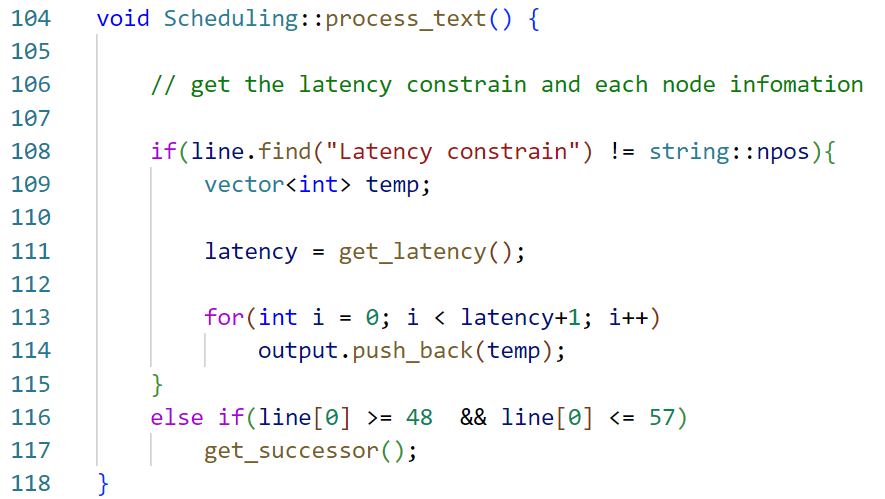 104 void Scheduling::process_text() {
105
106 // get the latency constrain and each node infomation
107
108 if(line.find("Latency constrain") != string::npos){
109 vector<int> temp;
110
111 latency = get_latency();
112
113 for(int i = 0; i < latency+1; i++)
114 output.push_back(temp);
115 }
116 else if(line[0] >= 48  && line[0] <= 57)
117 get_successor();
118 }